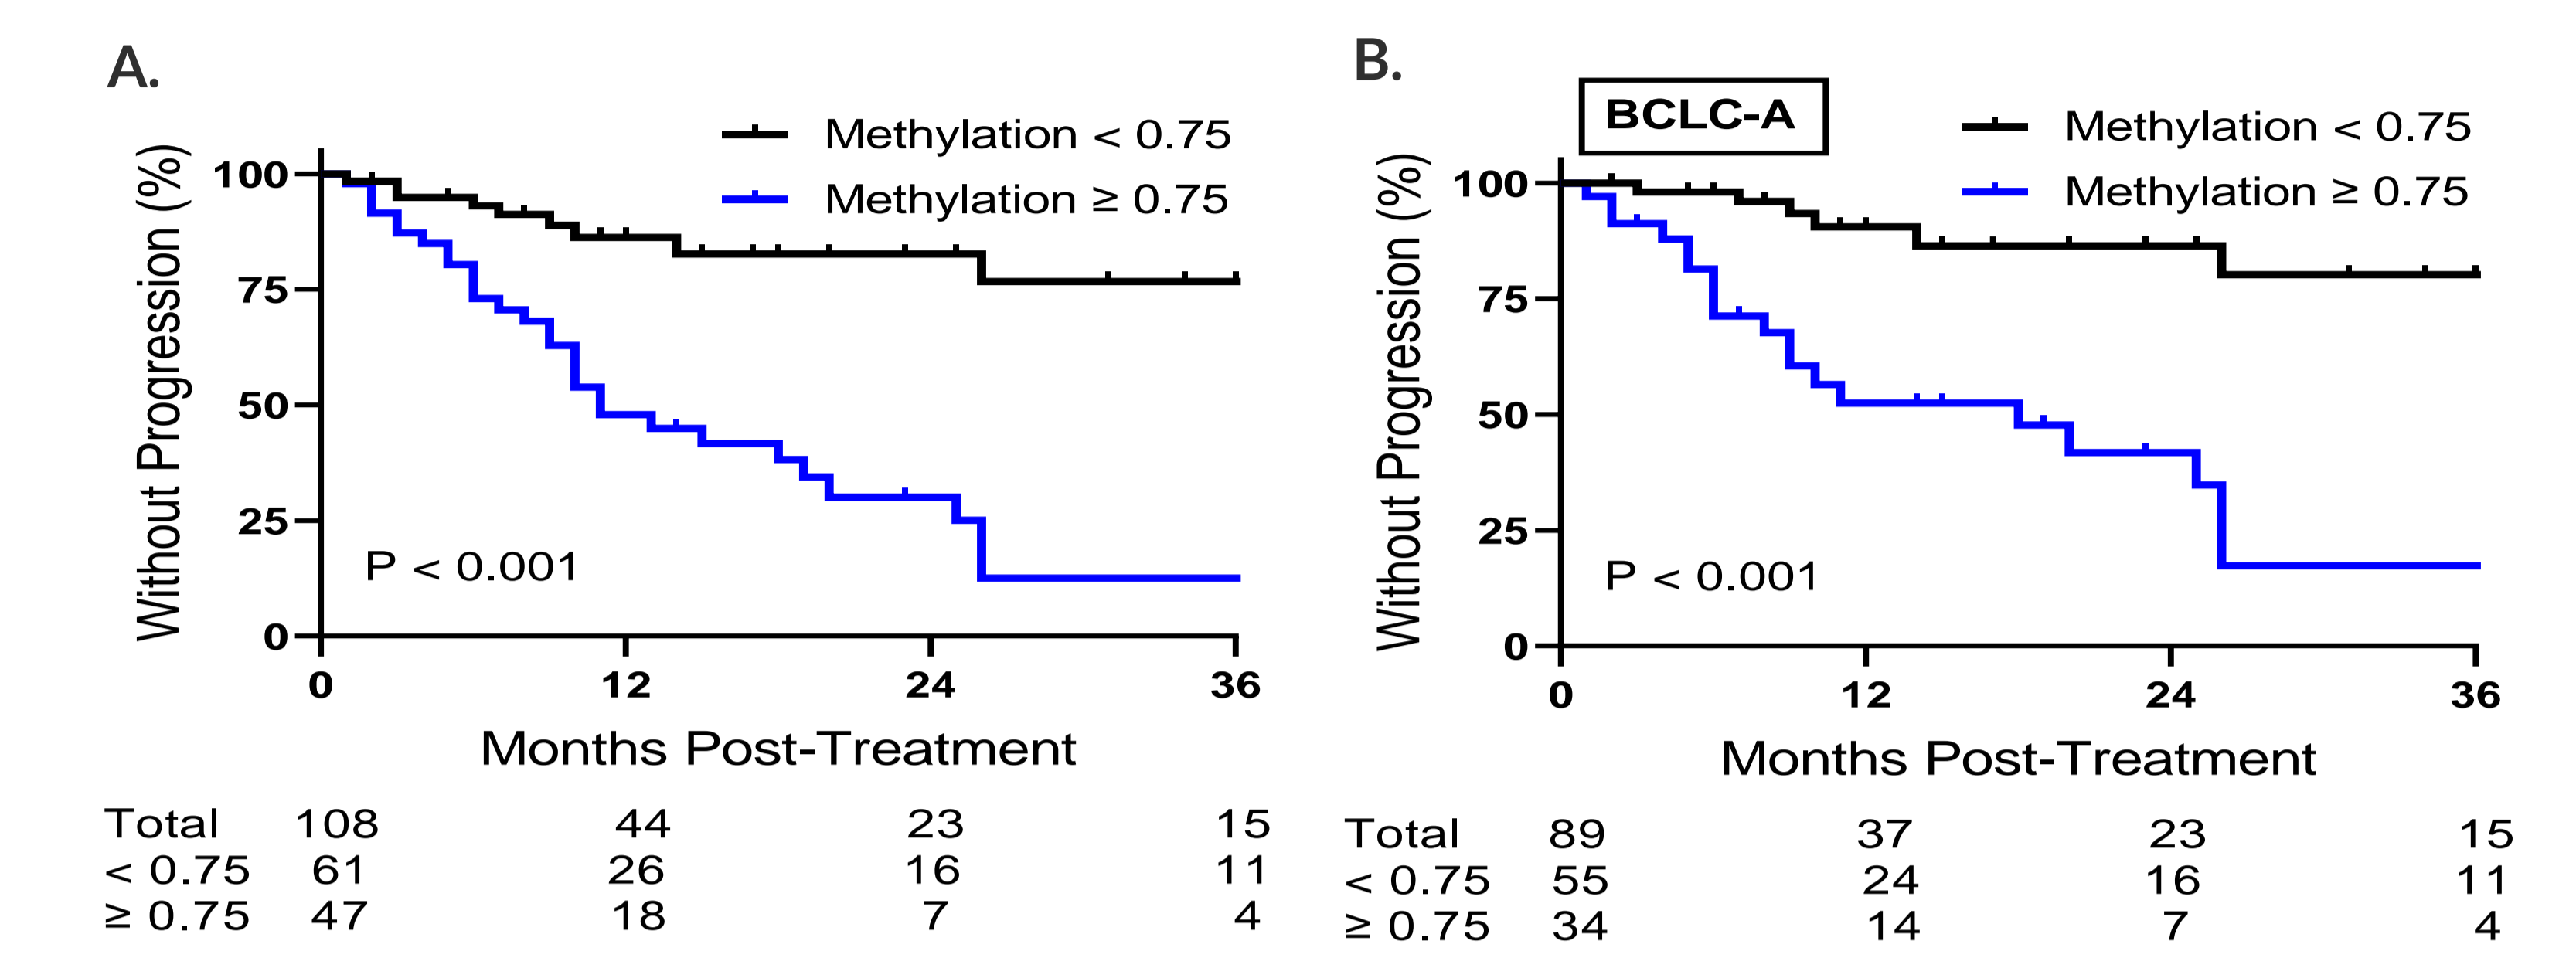 A.
Methylation < 0.75
Methylation ≥ 0.75
Without Progression (%)
100
75
50
25
0
P < 0.001
0 12 24 36
Months Post-Treatment
Total 108 44 23 15
< 0.75 61 26 16 11
≥ 0.75 47 18 7 4
B.
BCLC-A
Methylation < 0.75
Methylation ≥ 0.75
Without Progression (%)
100
75
50
25
0
P < 0.001
0 12 24 36
Months Post-Treatment
Total 89 37 23 15
< 0.75 55 24 16 11
≥ 0.75 34 14 7 4